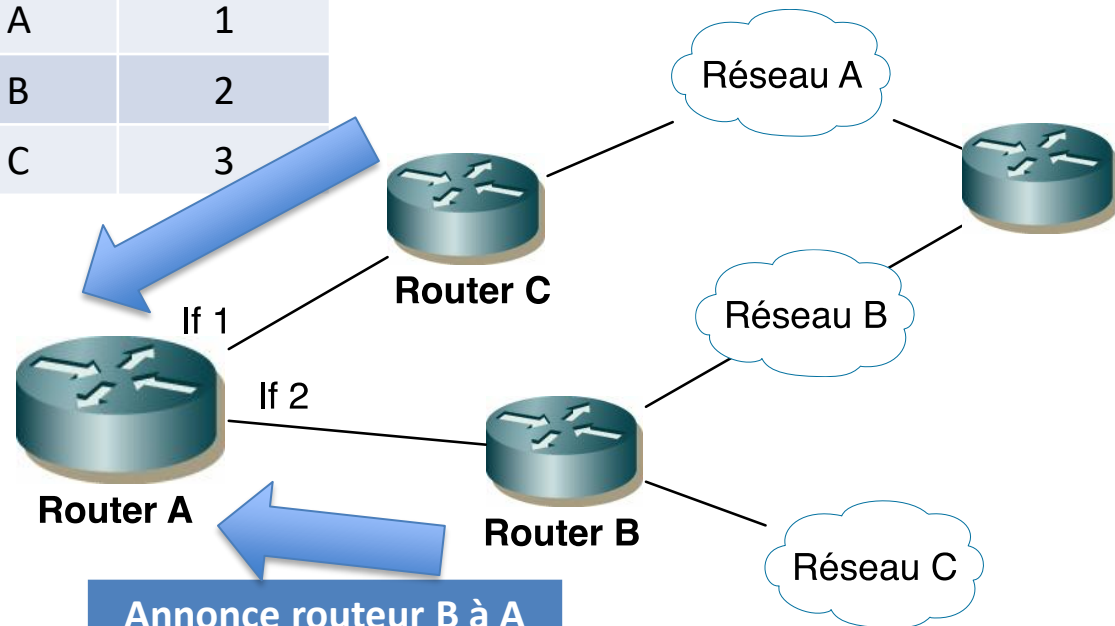 A 1
B 2
C 3
Réseau A
Router C
Réseau B
If 1
If 2
Router A
Router B
Réseau C
Annonce routeur B à A